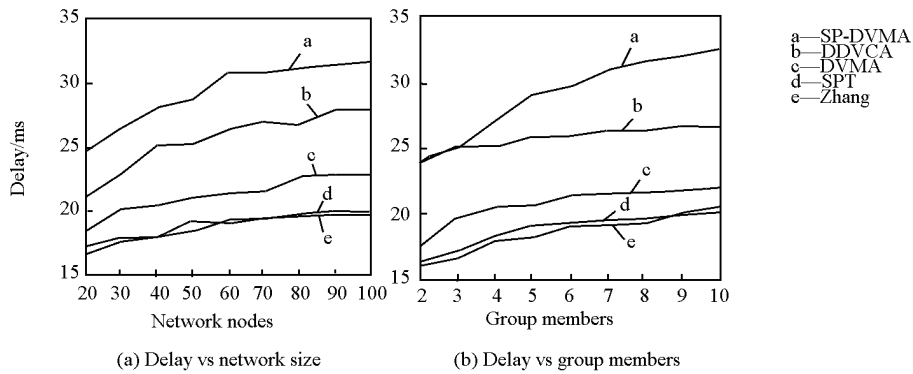 35
30
25
20
15
Delay/ms
a
b
c
d
e
20 30 40 50 60 70 80 90 100
Network nodes
(a) Delay vs network size
35
30
25
20
15
a
b
c
d
e
2 3 4 5 6 7 8 9 10
Group members
(b) Delay vs group members
a—SP-DVMA
b—DDVCA
c—DVMA
d—SPT
e—Zhang